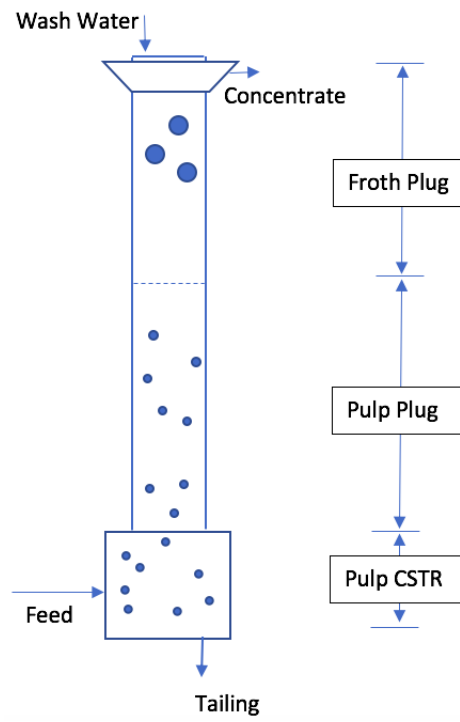 Wash Water
Concentrate
Froth Plug
Pulp Plug
Pulp CSTR
Feed
Tailing